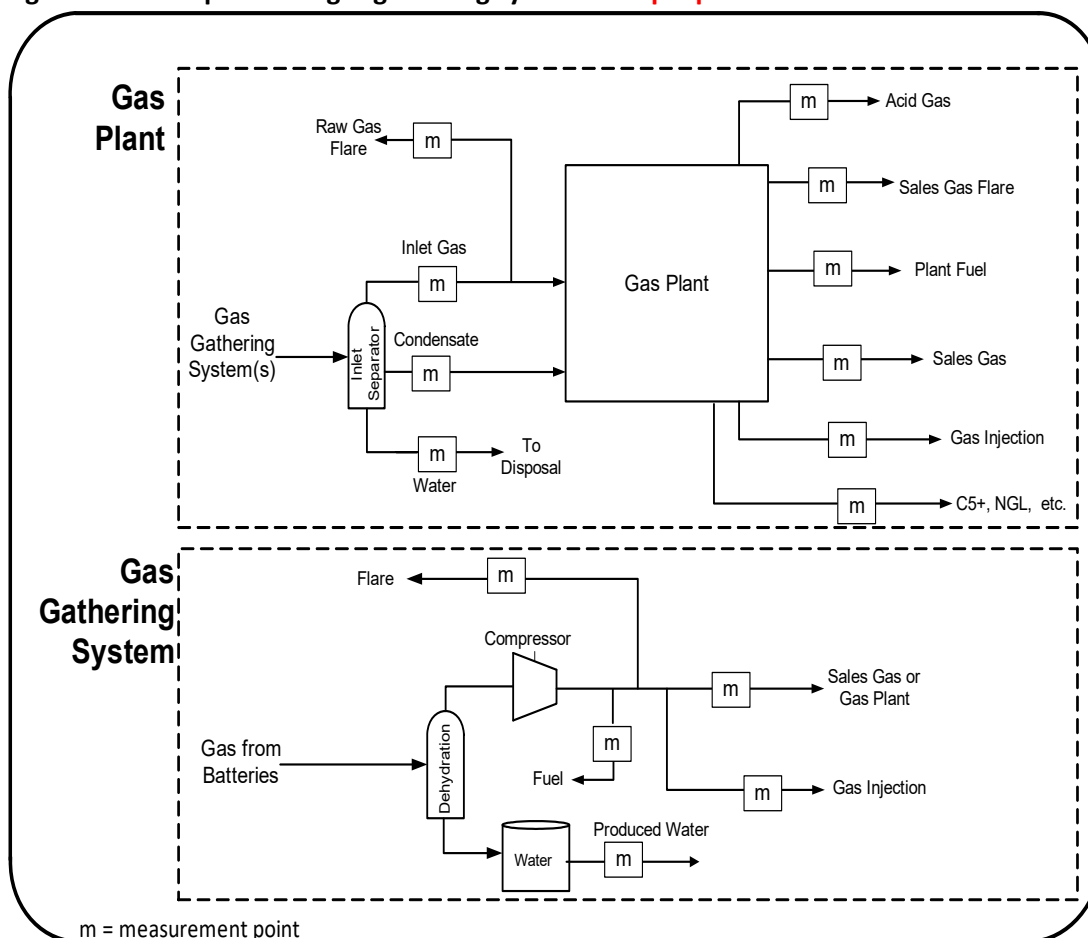 Gas
Plant
m
Acid Gas
Raw Gas
Flare
m
m
Sales Gas Flare
Inlet Gas
m
m
Plant Fuel
Gas Plant
Gas
Gathering
System(s)
Inlet
Separator
Condensate
m
m
Sales Gas
m
To
Disposal
Water
m
Gas Injection
m
C5+, NGL, etc.
Gas
Gathering
System
Flare
m
Compressor
m
Sales Gas or
Gas Plant
Gas from
Batteries
Dehydration
m
Fuel
m
Gas Injection
Water
Produced Water
m
m = measurement point